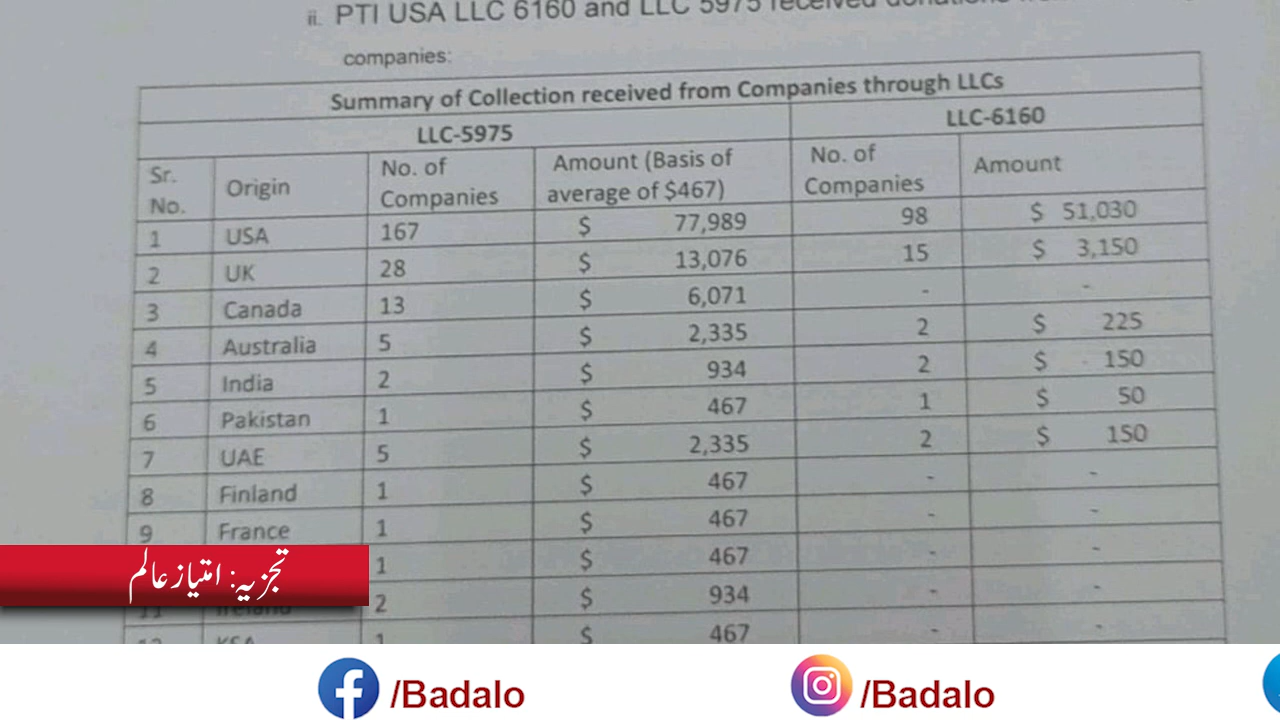 ii. PTI USA LLC 6160 and LLC 5975 received donations
companies:
Summary of Collection received from Companies through LLCs
LLC-5975 LLC-6160
Sr. No. Origin No. of Companies Amount (Basis of average of $467) No. of Companies Amount
1 USA 167 $ 77,989 98 $ 51,030
2 UK 28 $ 13,076 15 $ 3,150
3 Canada 13 $ 6,071 - -
4 Australia 5 $ 2,335 2 $ 225
5 India 2 $ 934 2 $ 150
6 Pakistan 1 $ 467 1 $ 50
7 UAE 5 $ 2,335 2 $ 150
8 Finland 1 $ 467 - -
9 France 1 $ 467 - -
1 $ 467 - -
11 Ireland 2 $ 934 - -
12 KSA 1 $ 467 - -
تجزیہ: امتیاز عالم
/Badalo /Badalo